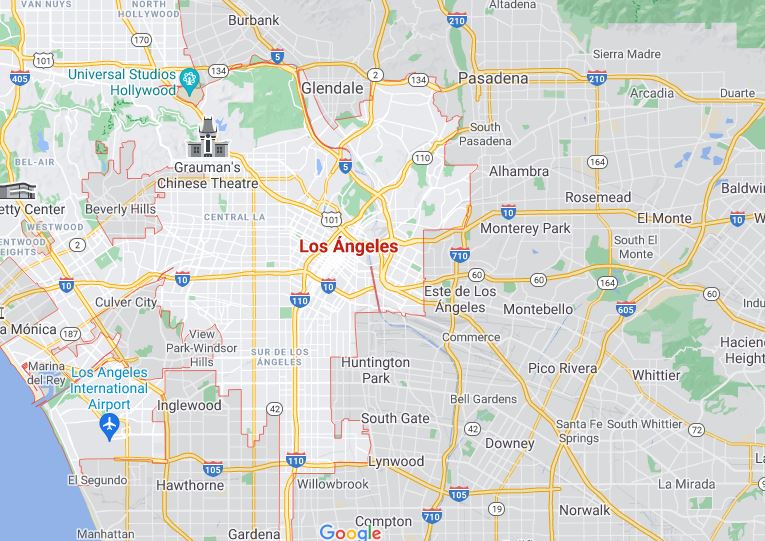 VAN NUYS
NORTH
HOLLYWOOD
Burbank
210
Altadena
101
134
5
2
134
Sierra Madre
405
Universal Studios
Hollywood
Glendale
Pasadena
210
Arcadia
Duarte
Grauman's
Chinese Theatre
110
South
Pasadena
BEL-AIR
5
164
Alhambra
etty Center
Beverly Hills
CENTRAL LA
101
10
Rosemead
Baldwin
WESTWOOD
Monterey Park
El Monte
10
ENTWOOD
HEIGHTS
2
Los Ángeles
710
South El
Monte
10
10
10
60
60
164
60
Culver City
110
Este de Los
Ángeles
Montebello
605
Indust
a Mónica
187
View
Park-Windsor
Hills
Commerce
Hacien
Height
Marina
del Rey
SUR DE LOS
ÁNGELES
Huntington
Park
Pico Rivera
Whittier
Los Angeles
International
Airport
Inglewood
42
South Gate
Bell Gardens
42
Santa Fe
Springs
South Whittier
72
Downey
105
110
Lynwood
El Segundo
Hawthorne
Willowbrook
105
La Mirada
19
Norwalk
Manhattan
Gardena
Google
Compton
710